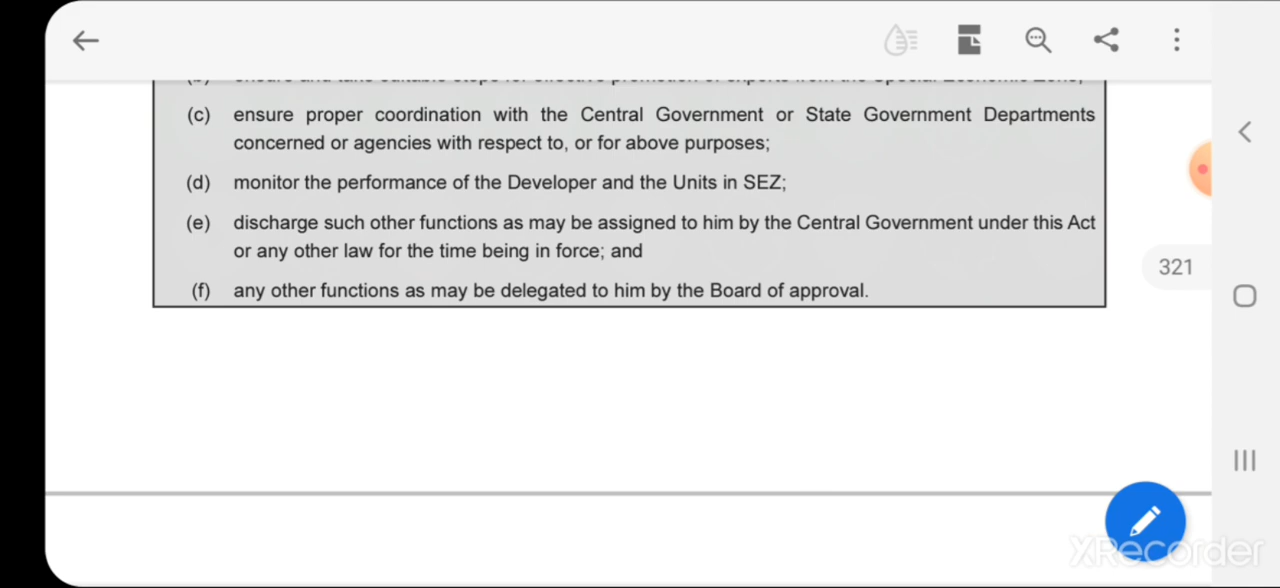 (c) ensure proper coordination with the Central Government or State Government Departments
concerned or agencies with respect to, or for above purposes;
(d) monitor the performance of the Developer and the Units in SEZ;
(e) discharge such other functions as may be assigned to him by the Central Government under this Act
or any other law for the time being in force; and
(f) any other functions as may be delegated to him by the Board of approval.
321
XRecorder